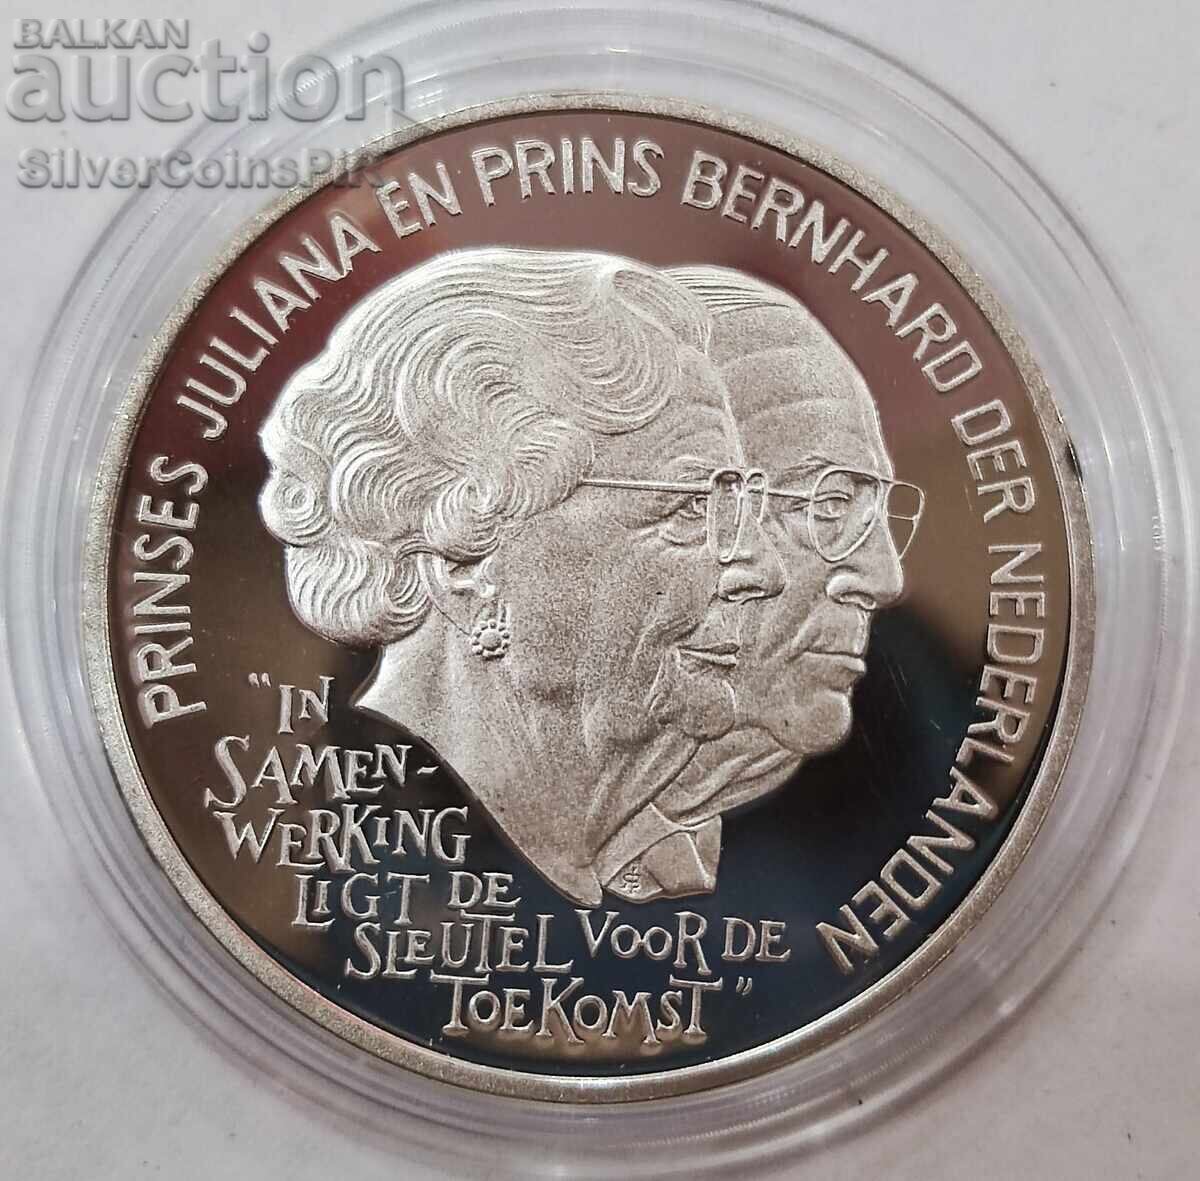 BALKAN
auction
SilverCoinsPIK
PRINSES JULIANA EN PRINS BERNHARD DER NEDERLANDEN
"IN
SAMEN-
WERKING
LIGT DE
SLEUTEL VOOR DE
TOEKOMST"